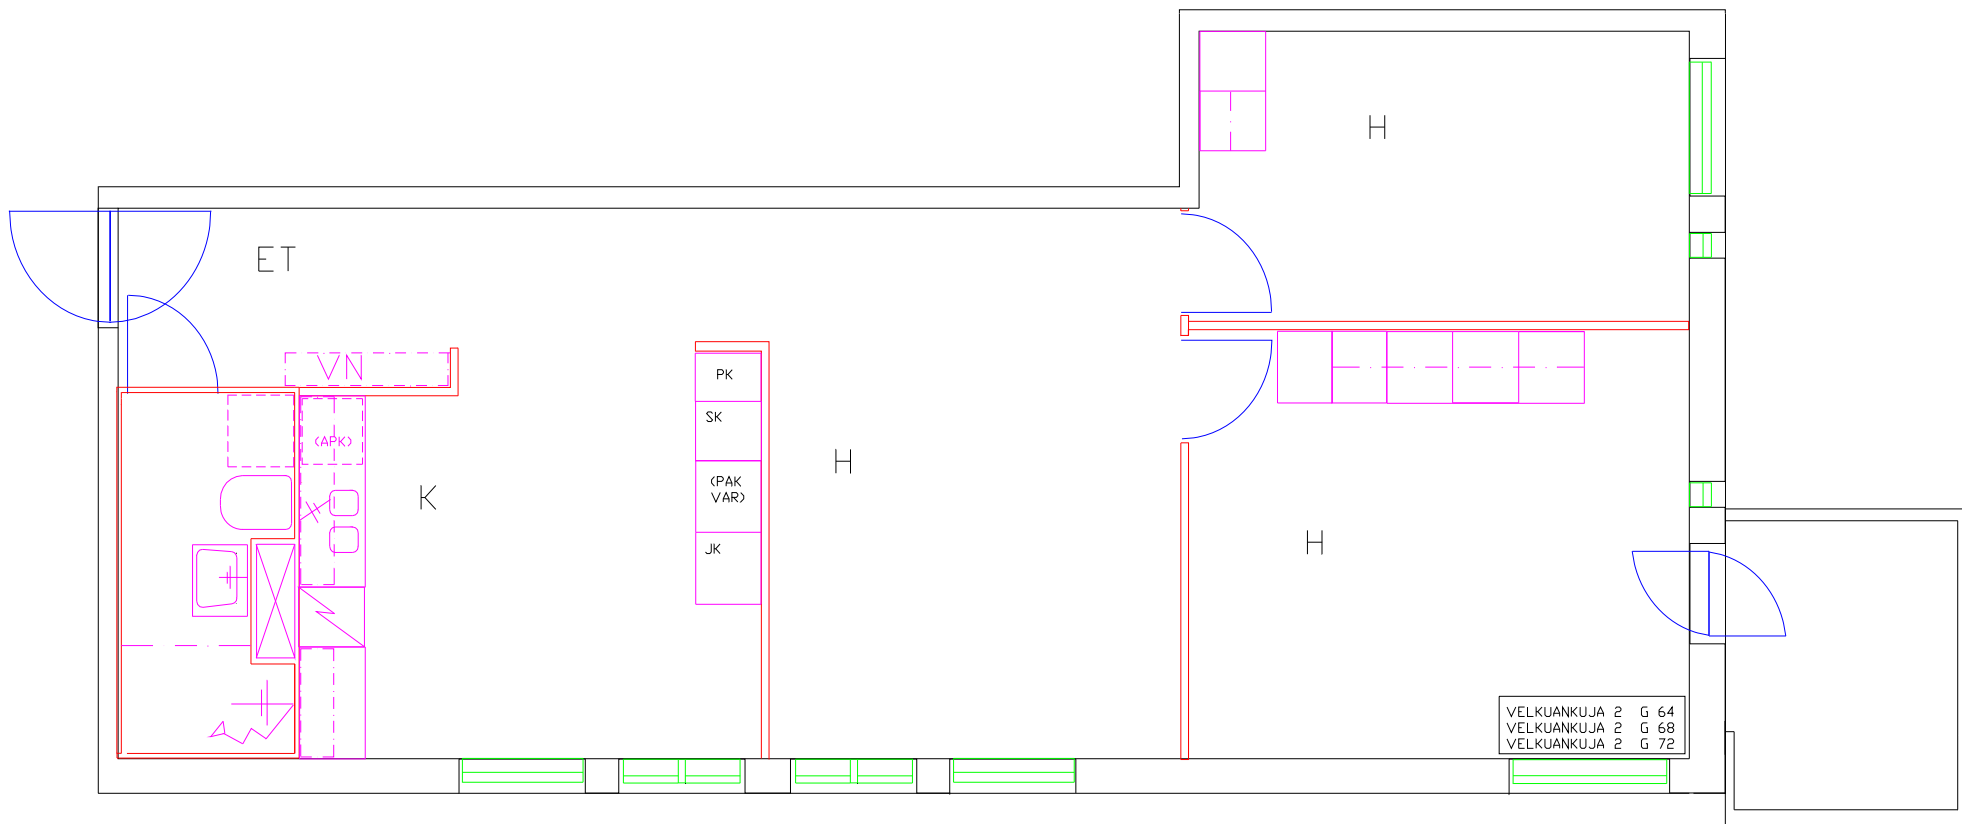 H
ET
VN
PK
SK
(APK)
H
(PAK
VAR)
K
JK
H
VELKUANKUJA 2 G 64
VELKUANKUJA 2 G 68
VELKUANKUJA 2 G 72